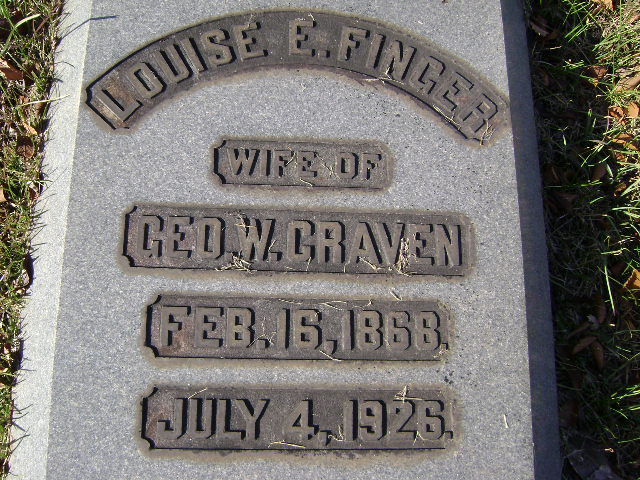 LOUISE E. FINGER
WIFE OF
GEO. W. CRAVEN
FEB. 16, 1868.
JULY 4, 1926.